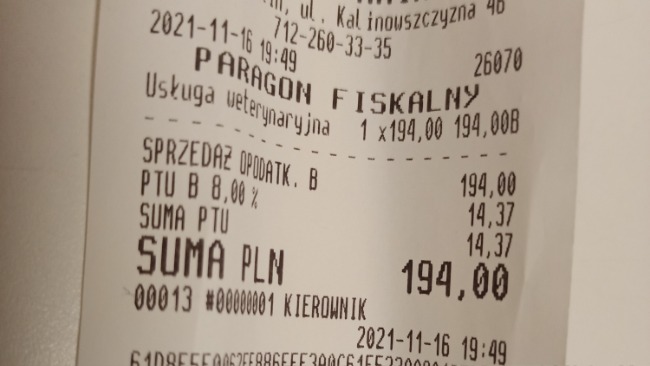 ul. Kalinowszczyzna 46
712-260-33-35
2021-11-16 19:49 26070
PARAGON FISKALNY
Usługa weterynaryjna 1 x194,00 194,00B
SPRZEDAŻ OPODATK. B 194,00
PTU B 8,00 % 14,37
SUMA PTU 14,37
SUMA PLN 194,00
00013 #0000001 KIEROWNIK
2021-11-16 19:49